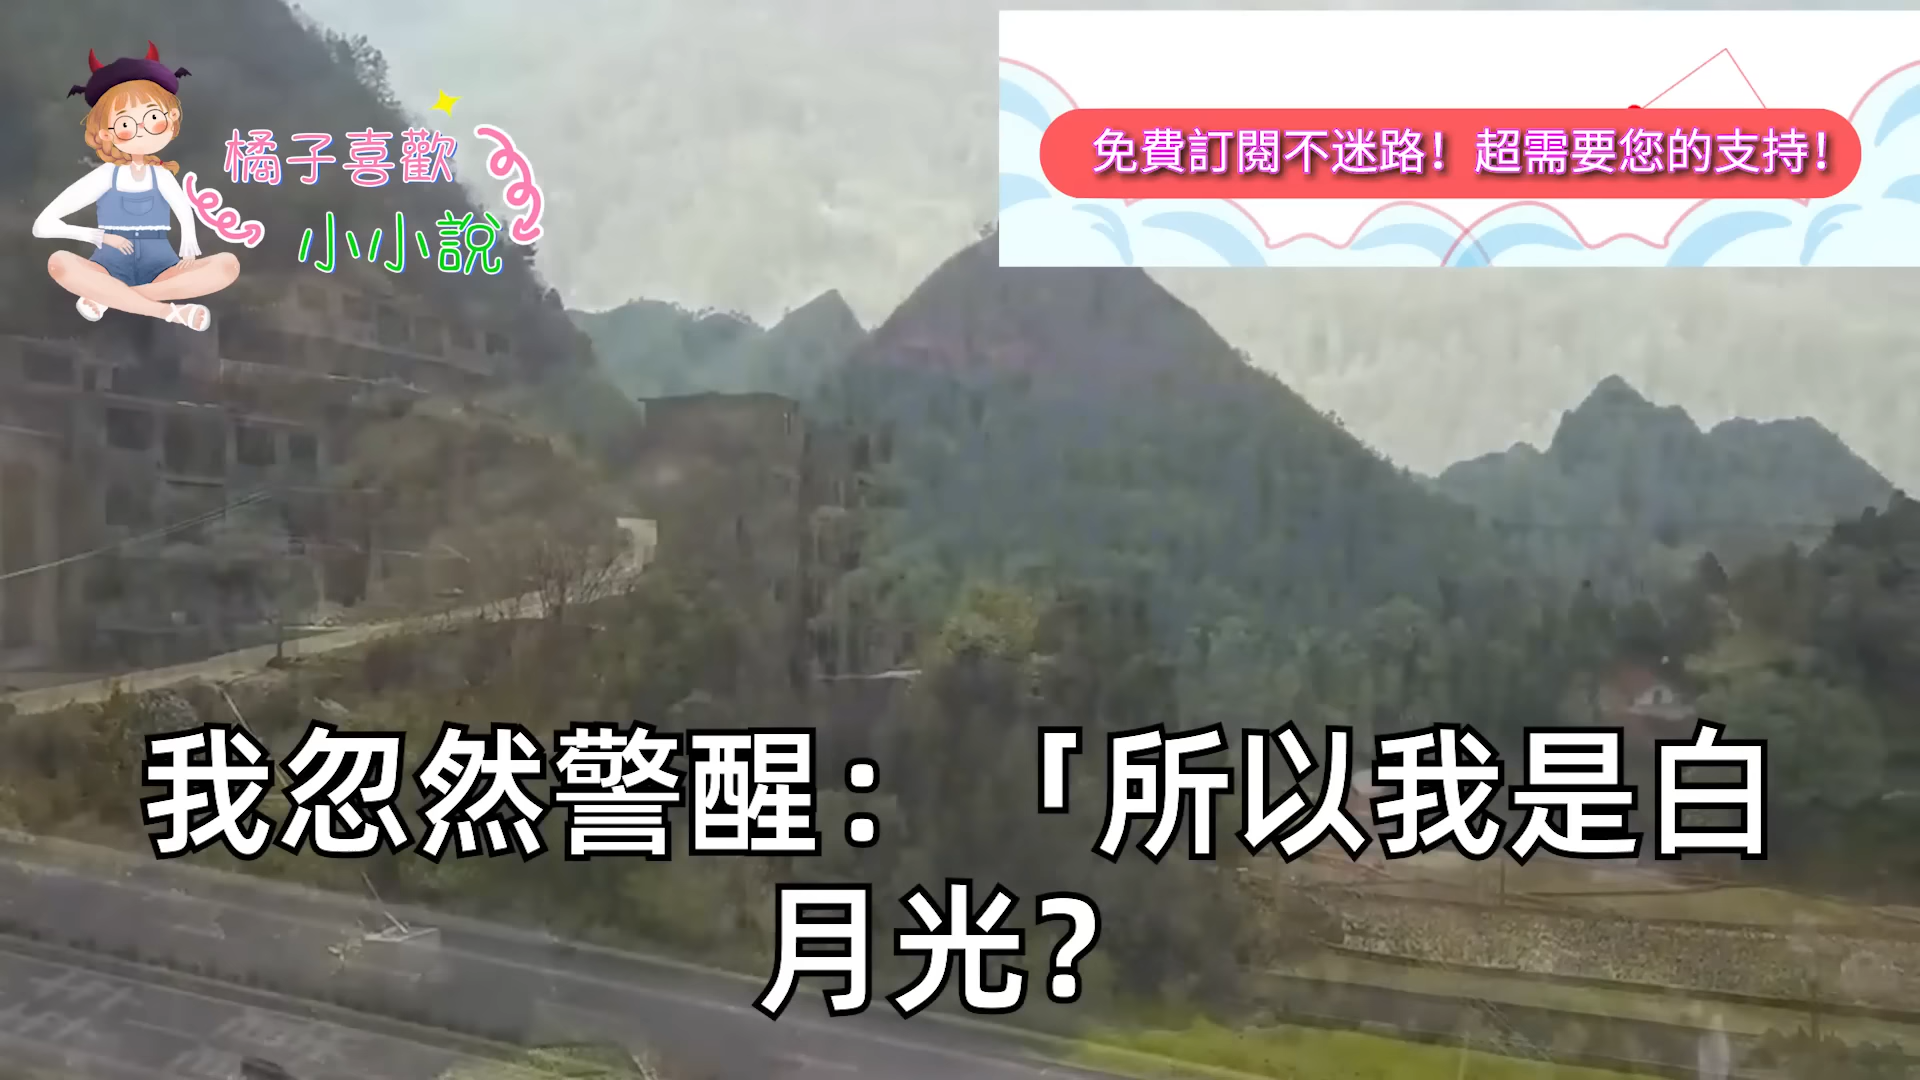 橘子喜歡
小小說
免費訂閱不迷路！超需要您的支持！
我忽然警醒：「所以我是白
月光？